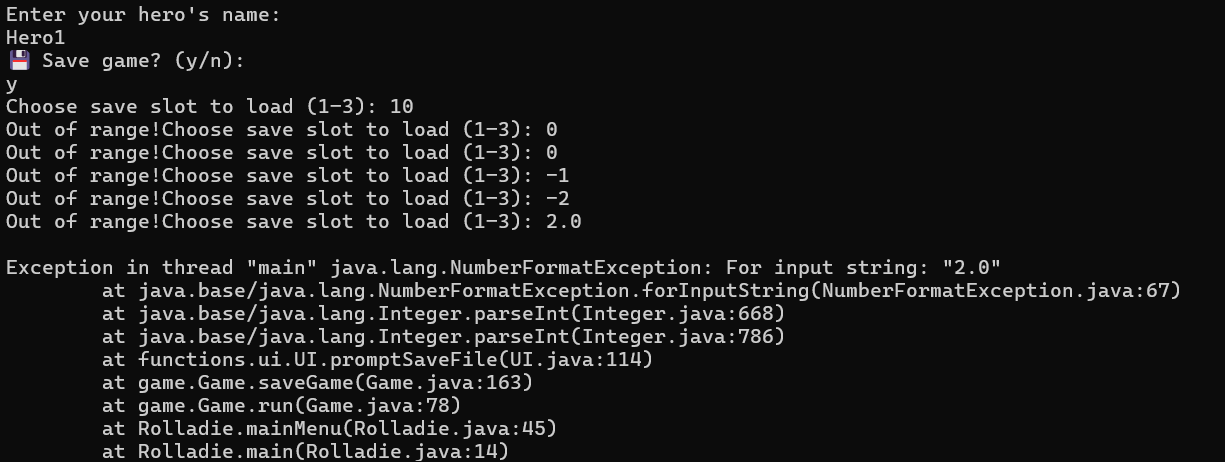 Enter your hero's name:
Hero1
💾 Save game? (y/n):
y
Choose save slot to load (1-3): 10
Out of range!Choose save slot to load (1-3): 0
Out of range!Choose save slot to load (1-3): 0
Out of range!Choose save slot to load (1-3): -1
Out of range!Choose save slot to load (1-3): -2
Out of range!Choose save slot to load (1-3): 2.0
Exception in thread "main" java.lang.NumberFormatException: For input string: "2.0"
at java.base/java.lang.NumberFormatException.forInputString(NumberFormatException.java:67)
at java.base/java.lang.Integer.parseInt(Integer.java:668)
at java.base/java.lang.Integer.parseInt(Integer.java:786)
at functions.ui.UI.promptSaveFile(UI.java:114)
at game.Game.saveGame(Game.java:163)
at game.Game.run(Game.java:78)
at Rolladie.mainMenu(Rolladie.java:45)
at Rolladie.main(Rolladie.java:14)